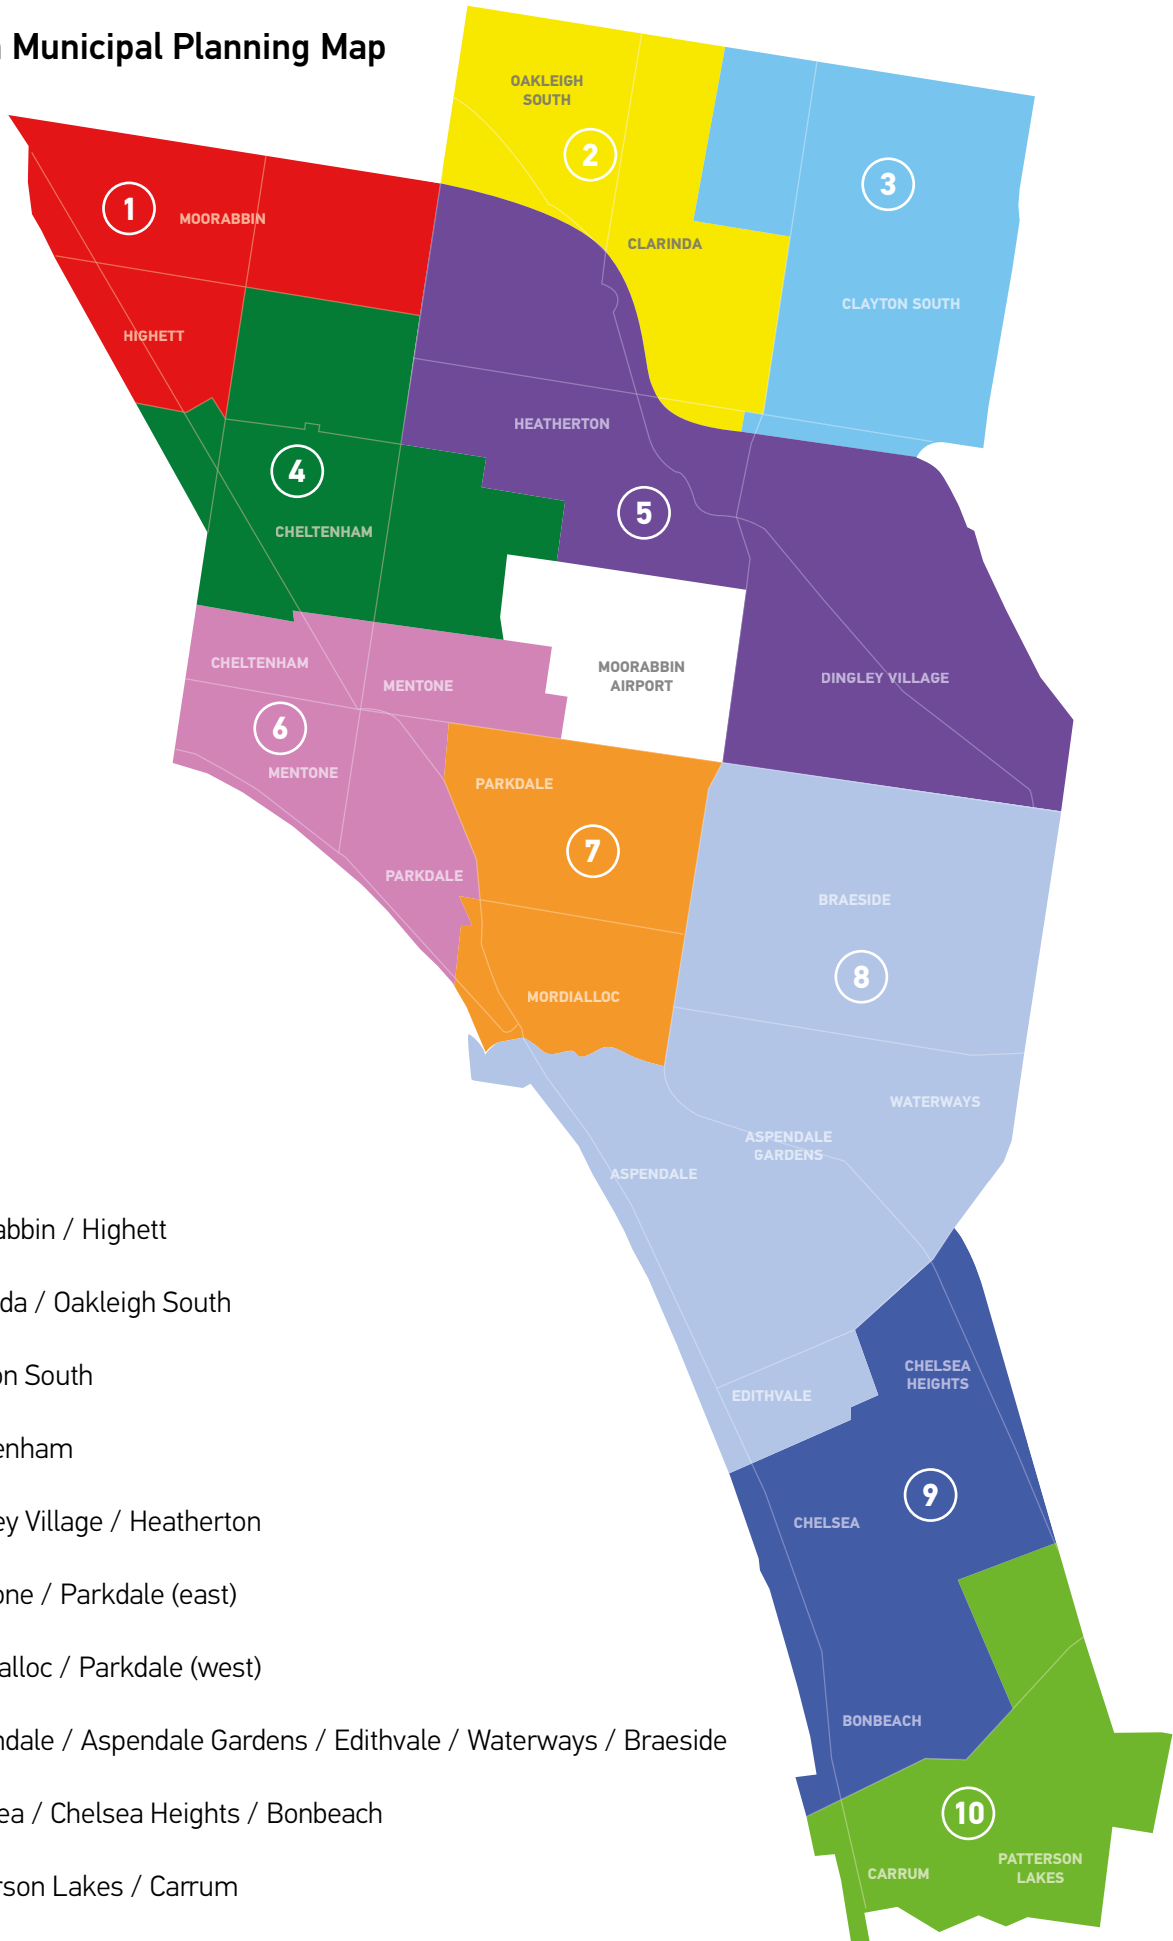 Municipal Planning Map
OAKLEIGH
SOUTH
2
3
1
MOORABBIN
CLARINDA
CLAYTON SOUTH
HIGHETT
HEATHERTON
4
5
CHELTENHAM
CHELTENHAM
MENTONE
MOORABBIN
AIRPORT
DINGLEY VILLAGE
6
MENTONE
PARKDALE
7
PARKDALE
BRAESIDE
8
MORDIALLOC
WATERWAYS
ASPENDALE
GARDENS
ASPENDALE
abbin / Highett
da / Oakleigh South
CHELSEA
HEIGHTS
on South
EDITHVALE
enham
9
CHELSEA
ey Village / Heatherton
one / Parkdale (east)
alloc / Parkdale (west)
BONBEACH
ndale / Aspendale Gardens / Edithvale / Waterways / Braeside
ea / Chelsea Heights / Bonbeach
10
PATTERSON
LAKES
CARRUM
rson Lakes / Carrum